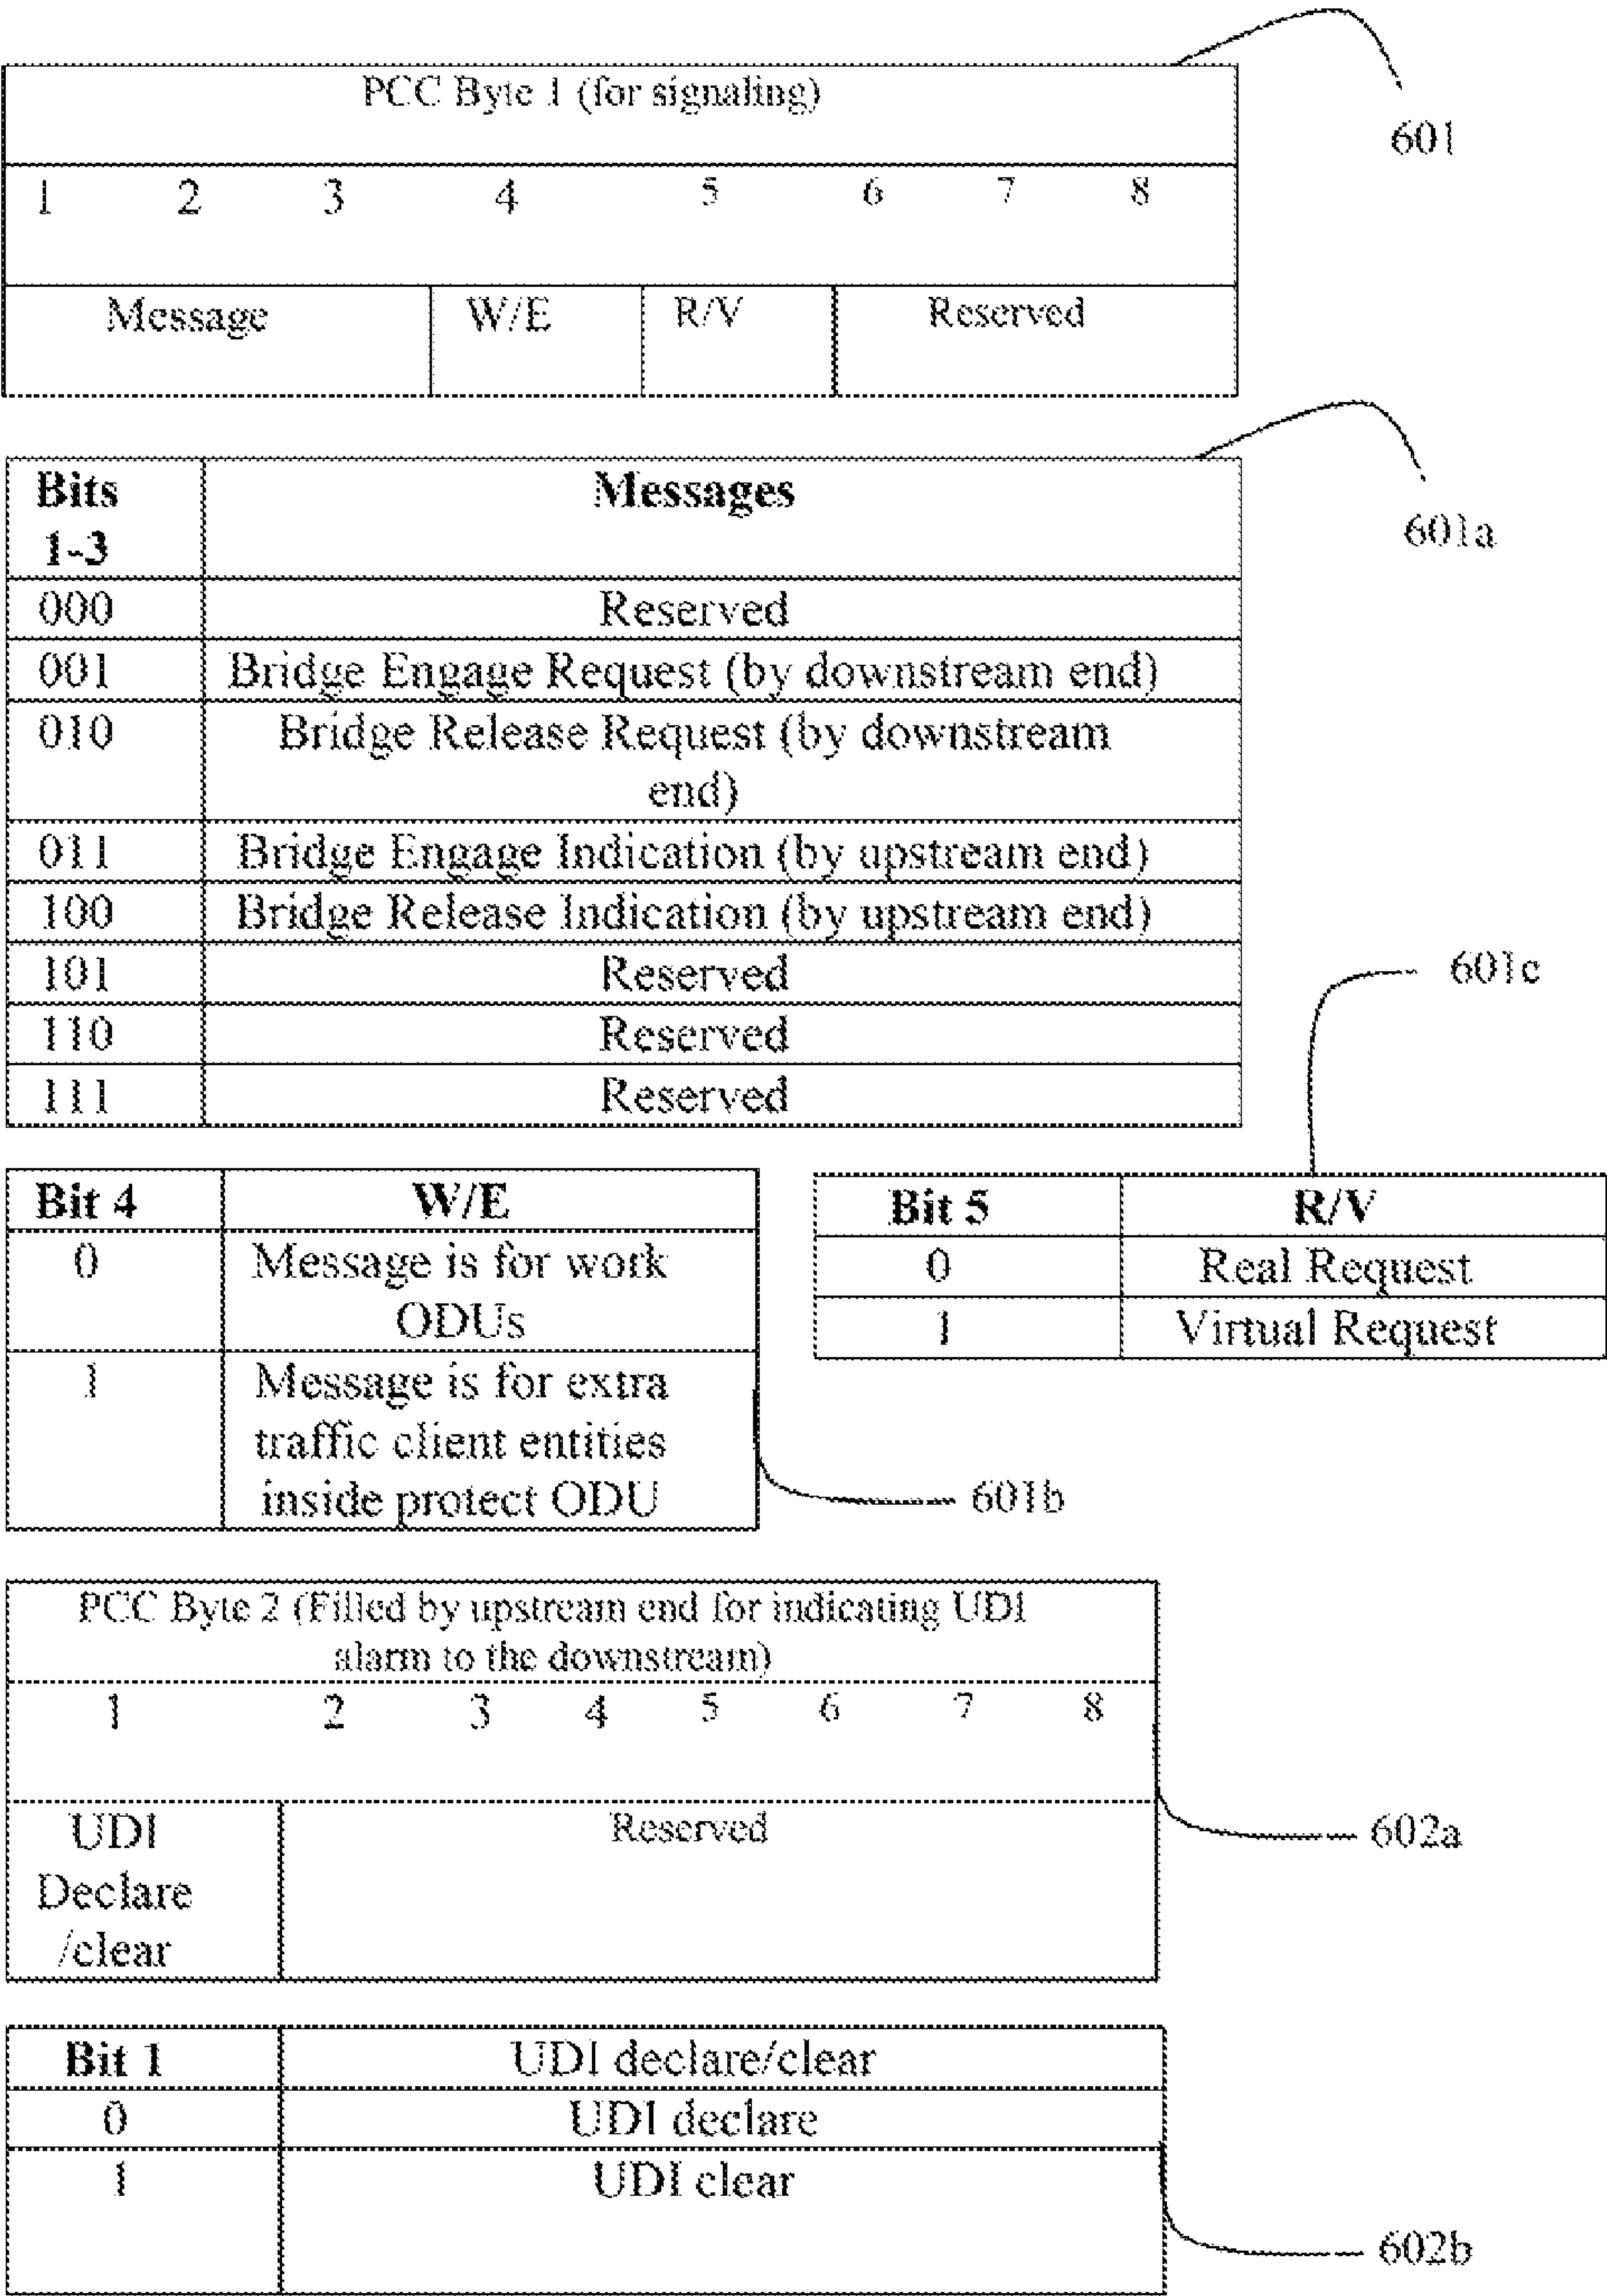 PCC Byte 1 (for signaling)
601
1 2 3 4 5 6 7 8
Message W/E R/V Reserved
Bits 1-3 Messages
601a
000 Reserved
001 Bridge Engage Request (by downstream end)
010 Bridge Release Request (by downstream
end)
011 Bridge Engage Indication (by upstream end)
100 Bridge Release Indication (by upstream end)
101 Reserved
601c
110 Reserved
111 Reserved
Bit 4 W/E
0 Message is for work
ODUs
1 Message is for extra
traffic client entities
inside protect ODU
601b
Bit 5 R/V
0 Real Request
1 Virtual Request
PCC Byte 2 (Filled by upstream end for indicating UDI
alarm to the downstream)
1 2 3 4 5 6 7 8
UDI
Declare
/clear
Reserved
602a
Bit 1 UDI declare/clear
0 UDI declare
1 UDI clear
602b